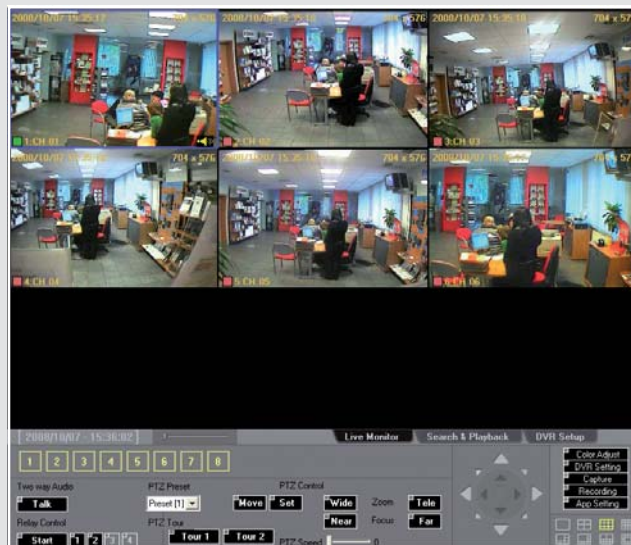 2008/10/07 15:35:17 704 x 576
2008/10/07 15:35:18 704 x 576
2008/10/07 15:35:18 704 x 576
1:CH 01
2:CH 02
3:CH 03
704 x 576
2008/10/07 15:35:18 704 x 576
704 x 576
4:CH 04
5:CH 05
6:CH 06
[ 2008/10/07 - 15:36:02 ]
Live Monitor Search & Playback DVR Setup
1 2 3 4 5 6 7 8
Color Adjust
DVR Setting
Capture
Recording
App Setting
Two way Audio PTZ Preset PTZ Control
Talk Preset [1] Move Set Wide Zoom Tele
Near Focus Far
Relay Control PTZ Tour
Start 1 2 3 4 Tour 1 Tour 2 PTZ Speed 0